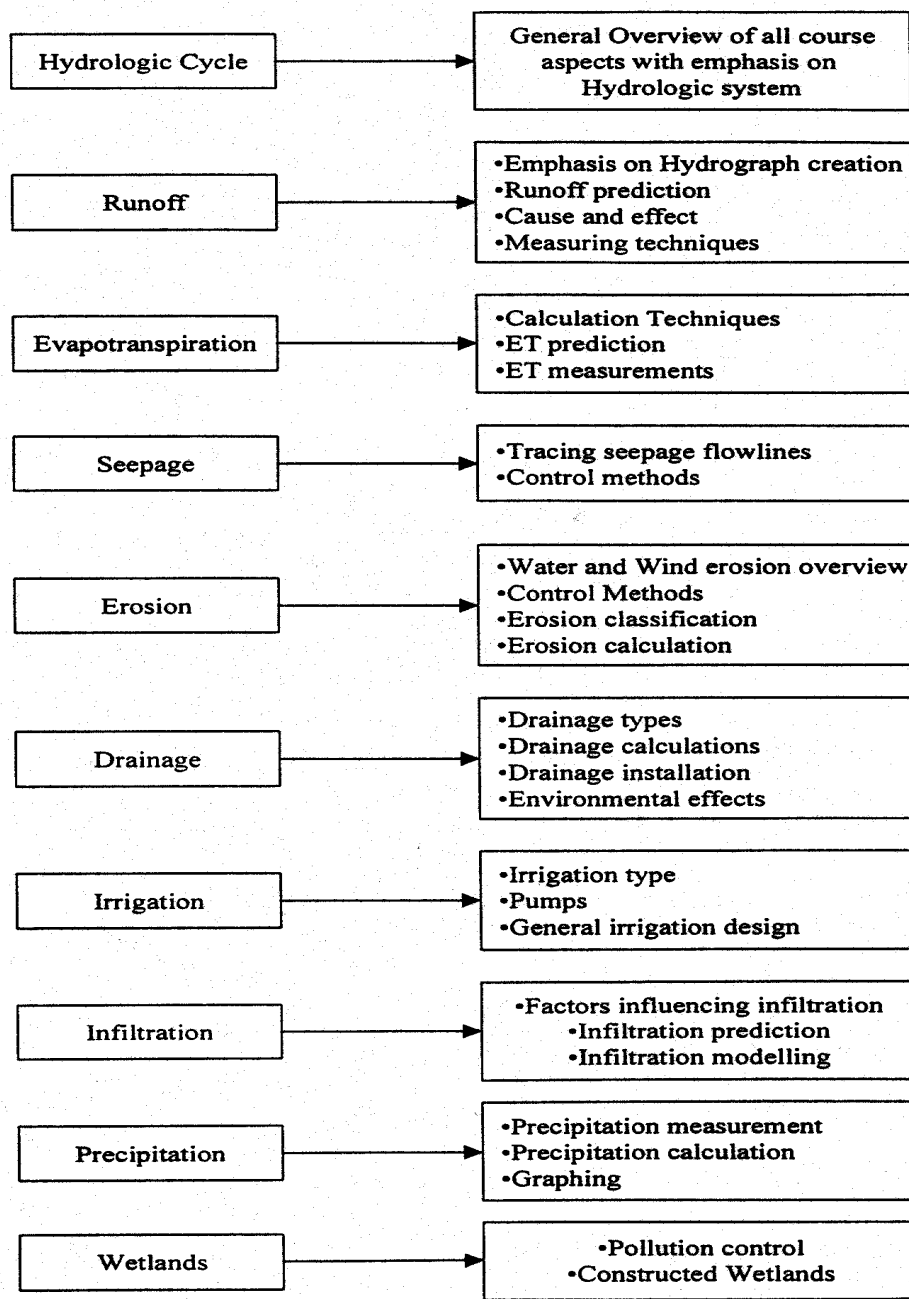 Hydrologic Cycle
General Overview of all course
aspects with emphasis on
Hydrologic system
Runoff
•Emphasis on Hydrograph creation
•Runoff prediction
•Cause and effect
•Measuring techniques
Evapotranspiration
•Calculation Techniques
•ET prediction
•ET measurements
Seepage
•Tracing seepage flowlines
•Control methods
Erosion
•Water and Wind erosion overview
•Control Methods
•Erosion classification
•Erosion calculation
Drainage
•Drainage types
•Drainage calculations
•Drainage installation
•Environmental effects
Irrigation
•Irrigation type
•Pumps
•General irrigation design
Infiltration
•Factors influencing infiltration
•Infiltration prediction
•Infiltration modelling
Precipitation
•Precipitation measurement
•Precipitation calculation
•Graphing
Wetlands
•Pollution control
•Constructed Wetlands